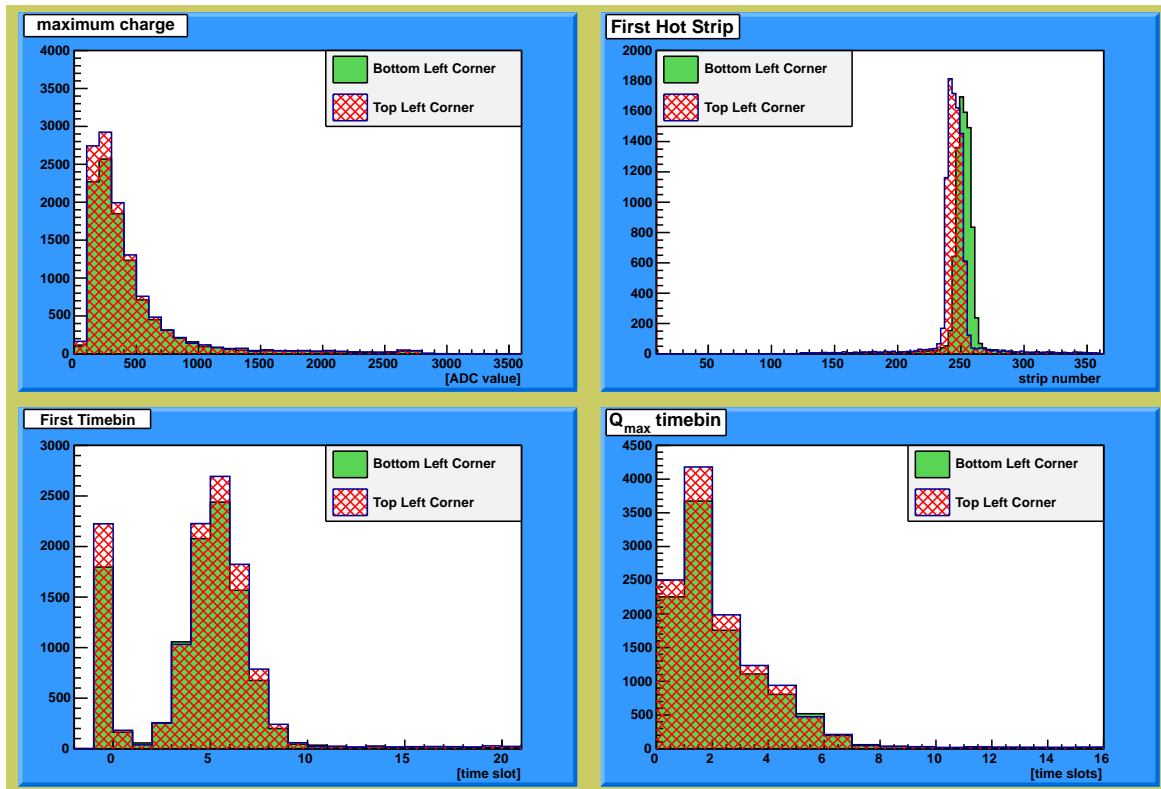 maximum charge
4000
3500
3000
2500
2000
1500
1000
500
0
0 500 1000 1500 2000 2500 3000 3500
[ADC value]
Bottom Left Corner
Top Left Corner
First Hot Strip
2000
1800
1600
1400
1200
1000
800
600
400
200
0
50 100 150 200 250 300 350
strip number
Bottom Left Corner
Top Left Corner
First Timebin
3000
2500
2000
1500
1000
500
0
0 5 10 15 20
[time slot]
Bottom Left Corner
Top Left Corner
Qmax timebin
4500
4000
3500
3000
2500
2000
1500
1000
500
0
0 2 4 6 8 10 12 14 16
[time slots]
Bottom Left Corner
Top Left Corner